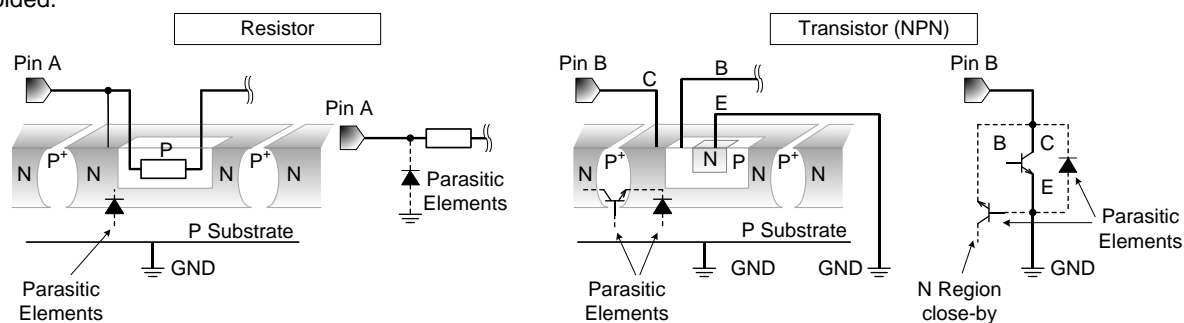 Resistor
Transistor (NPN)
Pin A
Pin A
Pin B
C
B
E
Pin B
N
P+
N
P
N
P+
N
Parasitic
Elements
P Substrate
GND
Parasitic
Elements
N
P+
N
N
P
N
P+
N
P Substrate
GND
GND
Parasitic
Elements
B
C
E
Parasitic
Elements
GND
N Region
close-by